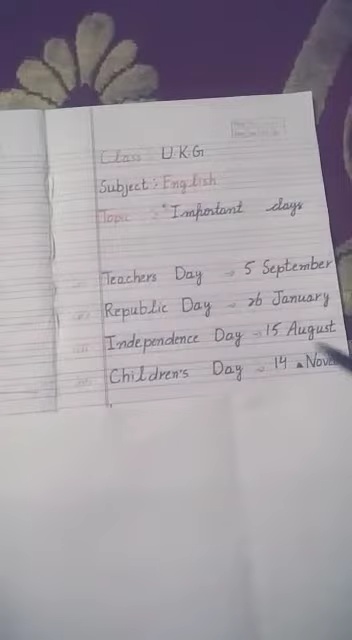 Class: U.K.G
Subject: English
Topic : "Important days
Teachers Day → 5 September
Republic Day → 26 January
Independence Day → 15 August
Children's Day → 14 Nov